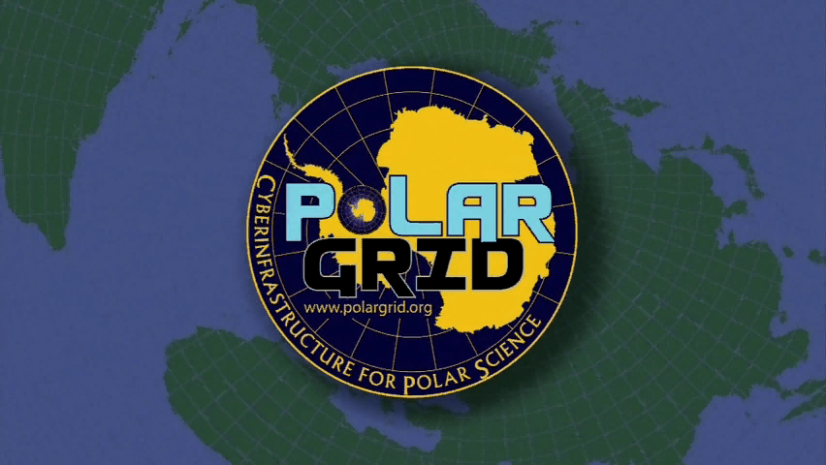 POLAR
GRID
www.polargrid.org
CYBERINFRASTRUCTURE FOR POLAR SCIENCE